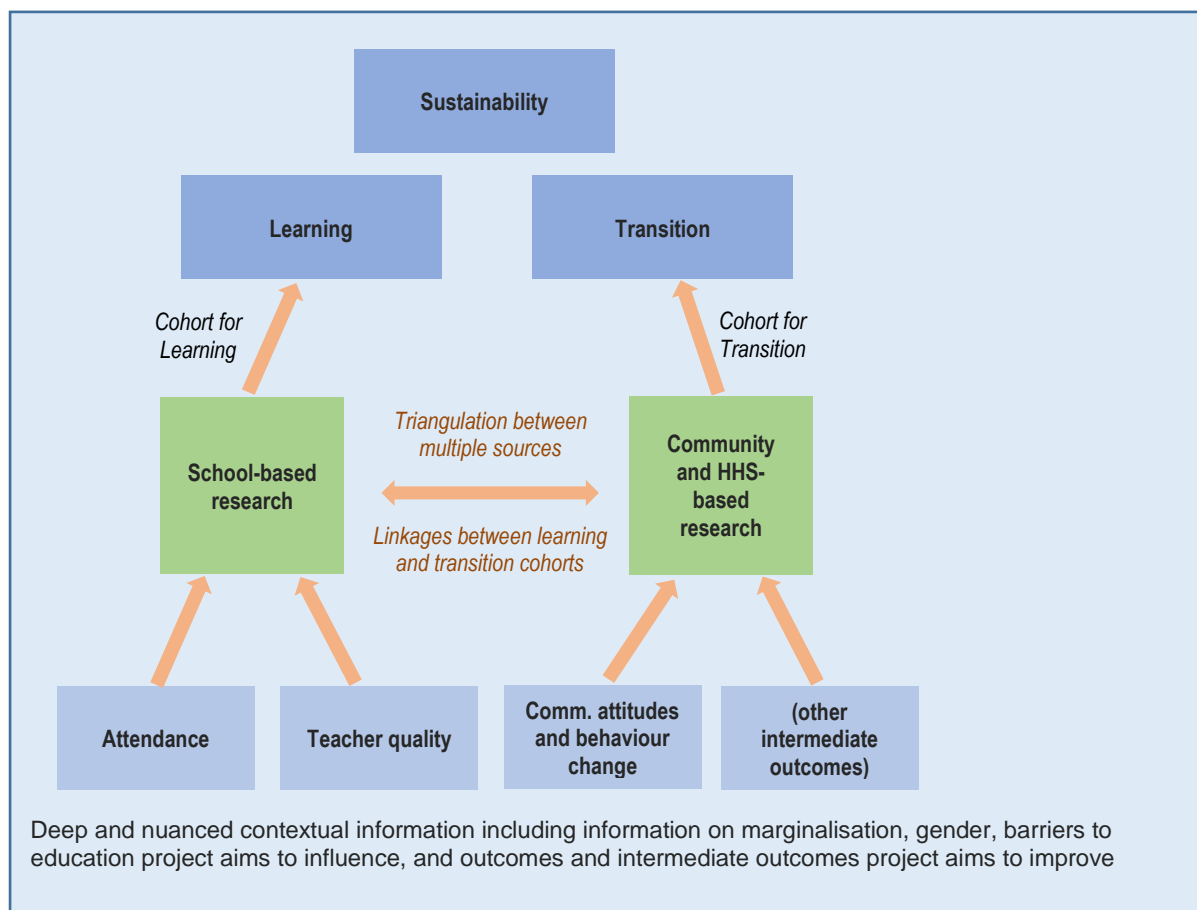 Sustainability
Learning
Transition
Cohort for
Learning
Cohort for
Transition
School-based
research
Triangulation between
multiple sources
Linkages between learning
and transition cohorts
Community
and HHS-
based
research
Attendance
Teacher quality
Comm. attitudes
and behaviour
change
(other
intermediate
outcomes)
Deep and nuanced contextual information including information on marginalisation, gender, barriers to
education project aims to influence, and outcomes and intermediate outcomes project aims to improve